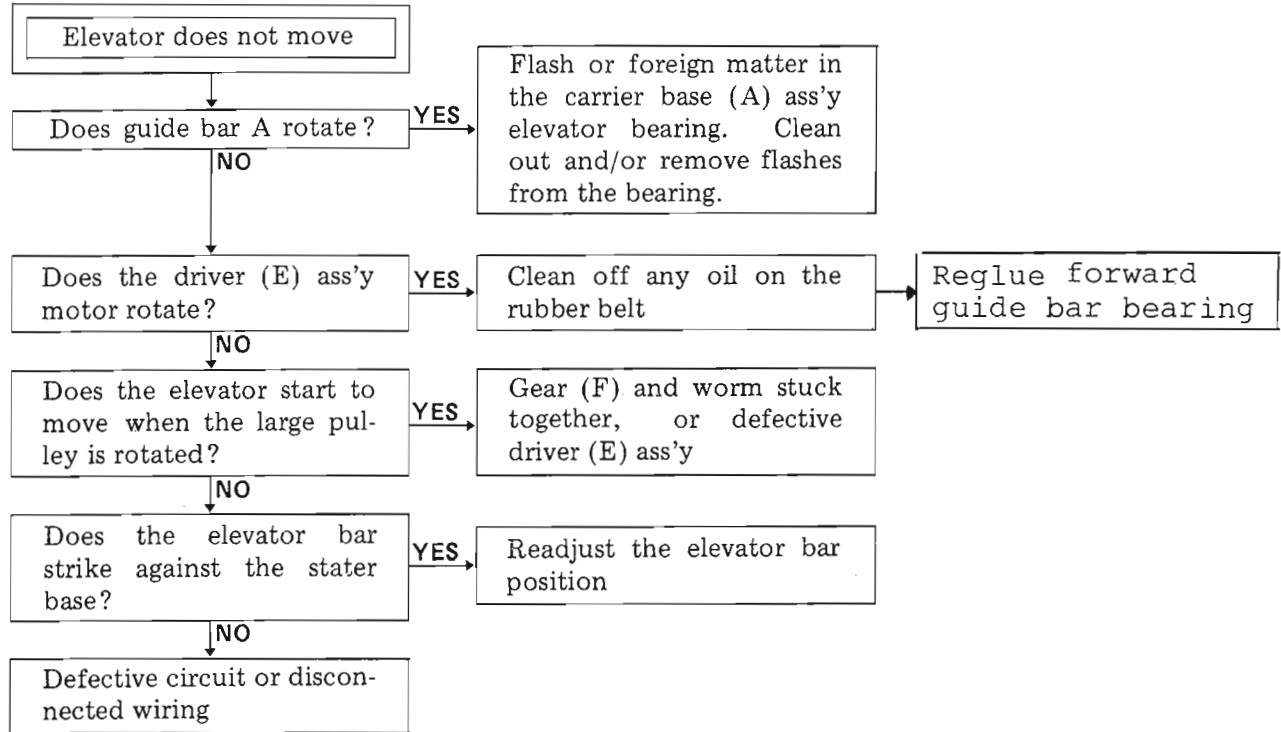 Elevator does not move
Does guide bar A rotate?
YES
Flash or foreign matter in
the carrier base (A) ass'y
elevator bearing. Clean
out and/or remove flashes
from the bearing.
NO
Does the driver (E) ass'y
motor rotate?
YES
Clean off any oil on the
rubber belt
Reglue forward
guide bar bearing
NO
Does the elevator start to
move when the large pul-
ley is rotated?
YES
Gear (F) and worm stuck
together, or defective
driver (E) ass'y
NO
Does the elevator bar
strike against the stater
base?
YES
Readjust the elevator bar
position
NO
Defective circuit or discon-
nected wiring